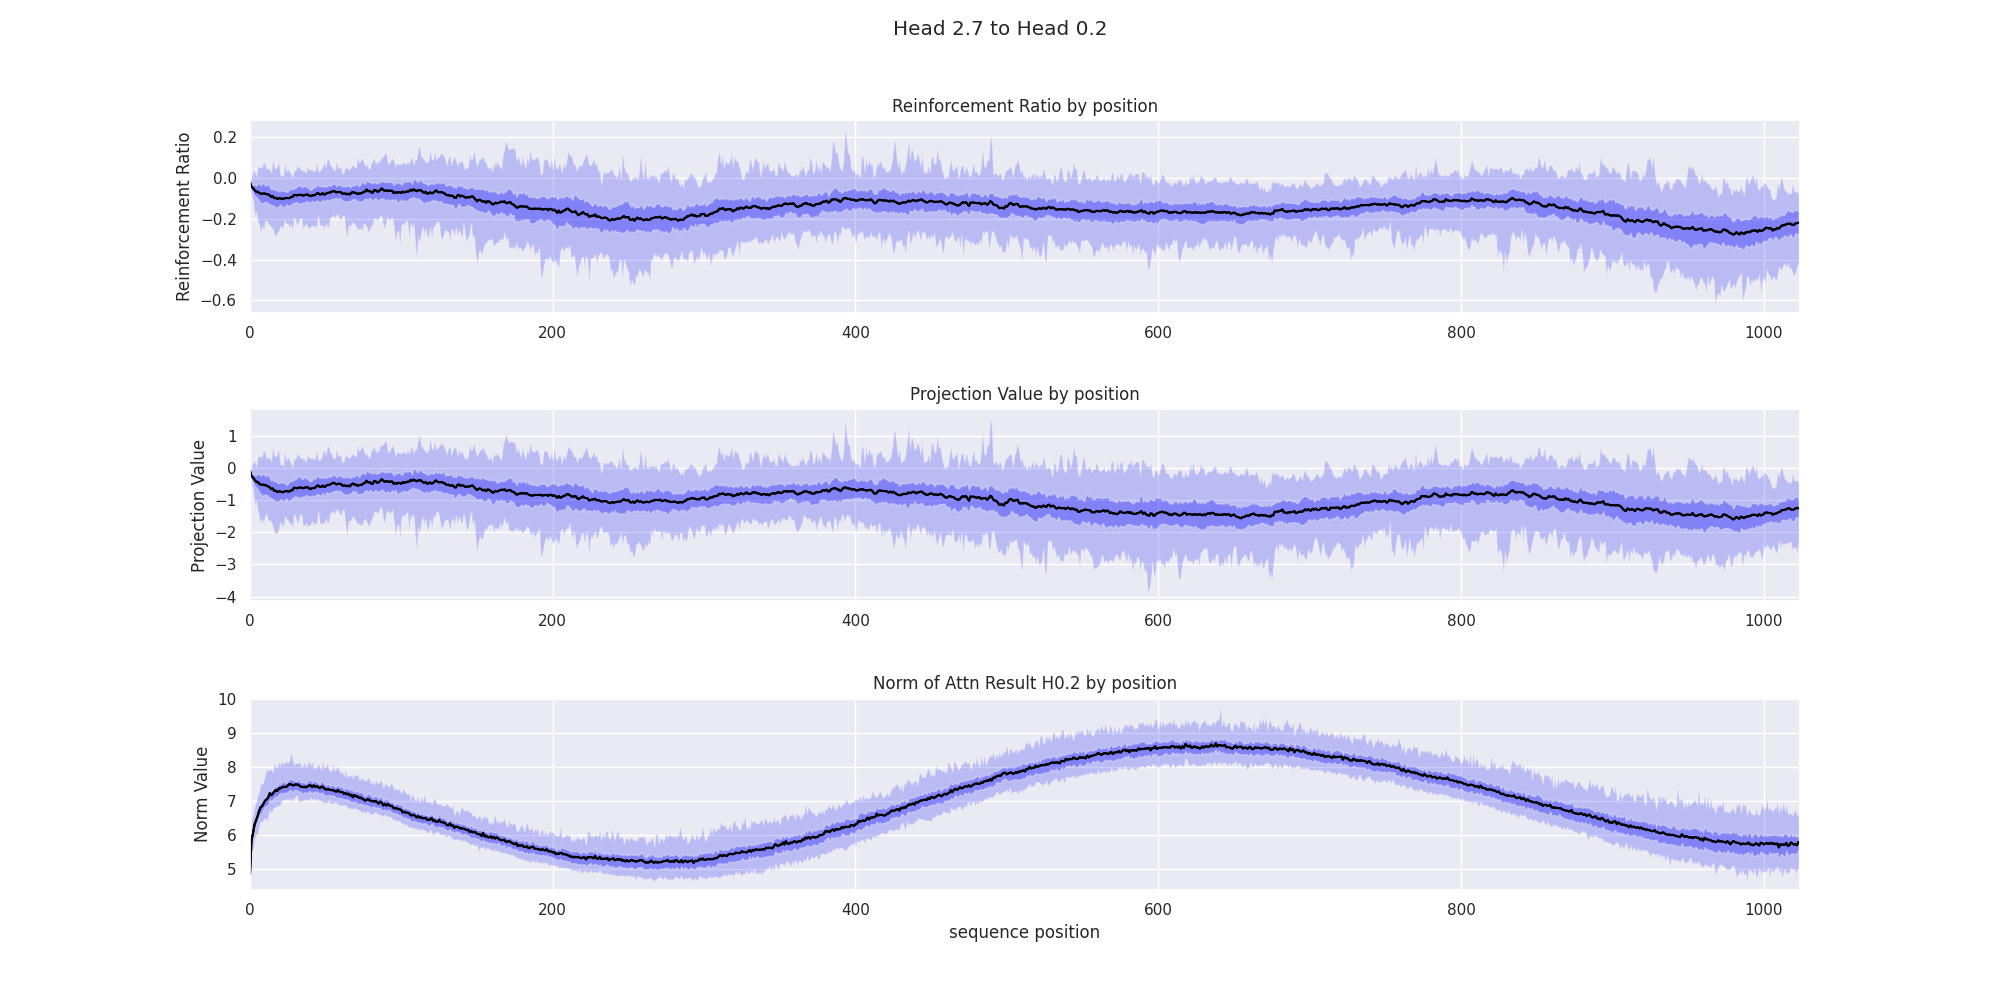 Head 2.7 to Head 0.2
Reinforcement Ratio by position
Reinforcement Ratio
0.2
0.0
−0.2
−0.4
−0.6
0 200 400 600 800 1000
Projection Value by position
Projection Value
1
0
−1
−2
−3
−4
0 200 400 600 800 1000
Norm of Attn Result H0.2 by position
Norm Value
10
9
8
7
6
5
0 200 400 600 800 1000
sequence position